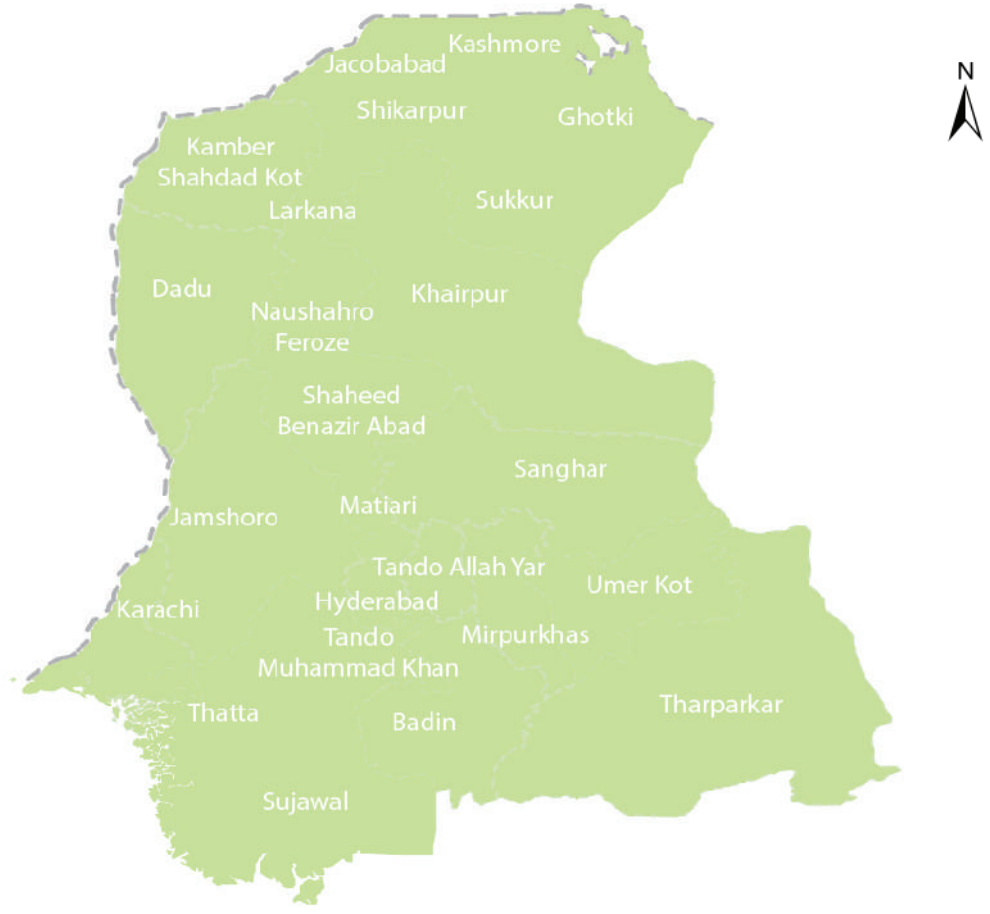 Kashmore
Jacobabad
N
Shikarpur
Ghotki
Kamber
Shahdad Kot
Larkana
Sukkur
Dadu
Khairpur
Naushahro
Feroze
Shaheed
Benazir Abad
Sanghar
Matiari
Jamshoro
Tando Allah Yar
Umer Kot
Hyderabad
Karachi
Tando
Muhammad Khan
Mirpurkhas
Tharparkar
Thatta
Badin
Sujawal